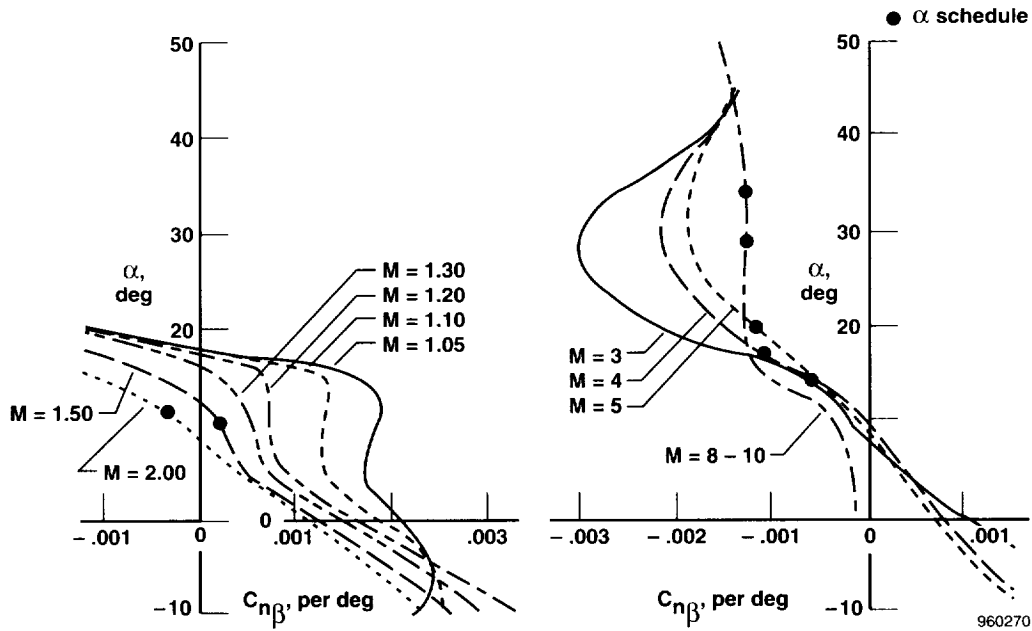 α schedule
50
40
30
α,
deg
20
M = 1.30
M = 1.20
M = 1.10
M = 1.05
M = 1.50
M = 2.00
0
–.001
0
.001
.003
–10
Cnβ, per deg
50
40
30
α,
deg
20
M = 3
M = 4
M = 5
M = 8 – 10
–.003
–.002
–.001
0
.001
–10
Cnβ, per deg
960270